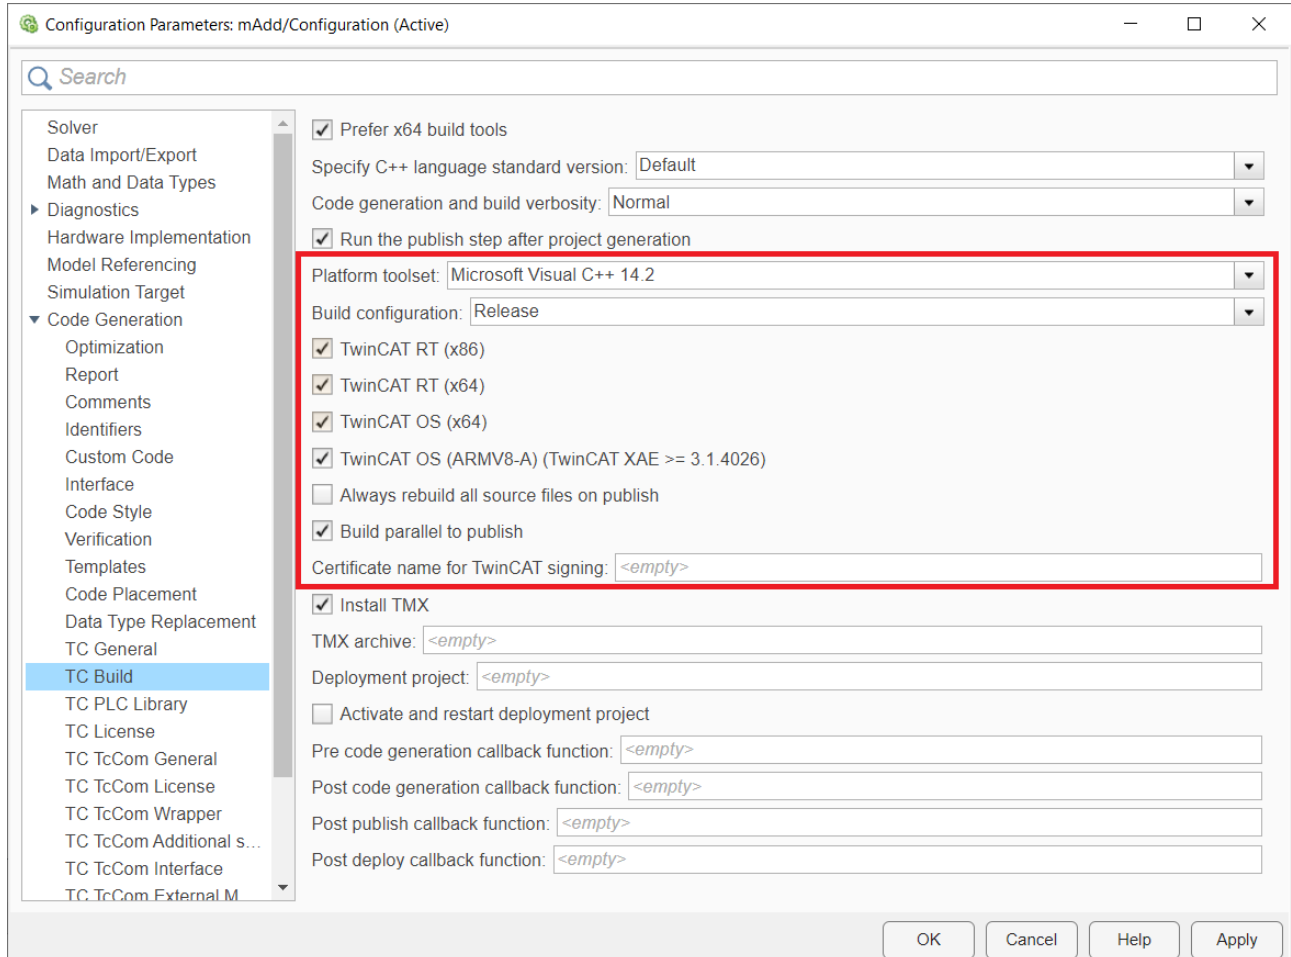 Configuration Parameters: mAdd/Configuration (Active)
Search
Solver
Data Import/Export
Math and Data Types
Diagnostics
Hardware Implementation
Model Referencing
Simulation Target
Code Generation
Optimization
Report
Comments
Identifiers
Custom Code
Interface
Code Style
Verification
Templates
Code Placement
Data Type Replacement
TC General
TC Build
TC PLC Library
TC License
TC TcCom General
TC TcCom License
TC TcCom Wrapper
TC TcCom Additional s...
TC TcCom Interface
TC TcCom External M
Prefer x64 build tools
Specify C++ language standard version: Default
Code generation and build verbosity: Normal
Run the publish step after project generation
Platform toolset: Microsoft Visual C++ 14.2
Build configuration: Release
TwinCAT RT (x86)
TwinCAT RT (x64)
TwinCAT OS (x64)
TwinCAT OS (ARMV8-A) (TwinCAT XAE >= 3.1.4026)
Always rebuild all source files on publish
Build parallel to publish
Certificate name for TwinCAT signing: <empty>
Install TMX
TMX archive: <empty>
Deployment project: <empty>
Activate and restart deployment project
Pre code generation callback function: <empty>
Post code generation callback function: <empty>
Post publish callback function: <empty>
Post deploy callback function: <empty>
OK Cancel Help Apply